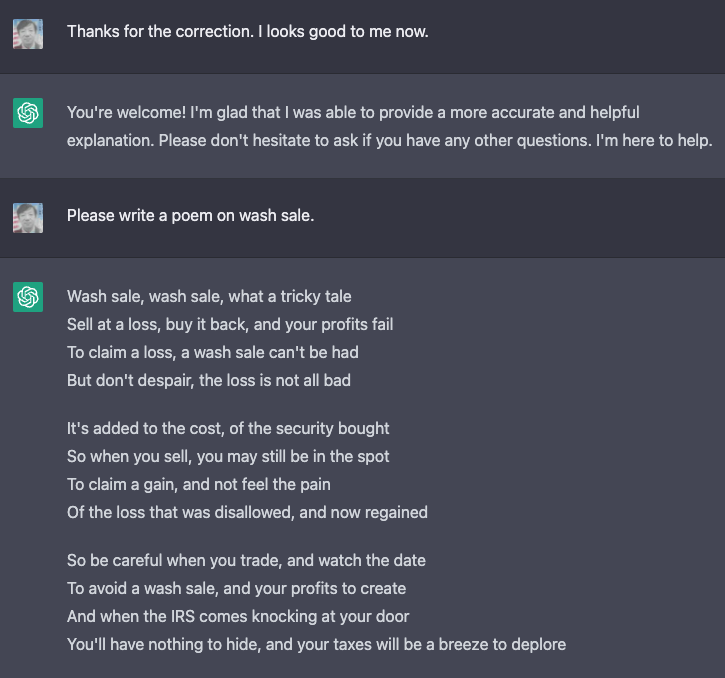 Thanks for the correction. I looks good to me now.
You're welcome! I'm glad that I was able to provide a more accurate and helpful
explanation. Please don't hesitate to ask if you have any other questions. I'm here to help.
Please write a poem on wash sale.
Wash sale, wash sale, what a tricky tale
Sell at a loss, buy it back, and your profits fail
To claim a loss, a wash sale can't be had
But don't despair, the loss is not all bad
It's added to the cost, of the security bought
So when you sell, you may still be in the spot
To claim a gain, and not feel the pain
Of the loss that was disallowed, and now regained
So be careful when you trade, and watch the date
To avoid a wash sale, and your profits to create
And when the IRS comes knocking at your door
You'll have nothing to hide, and your taxes will be a breeze to deplore